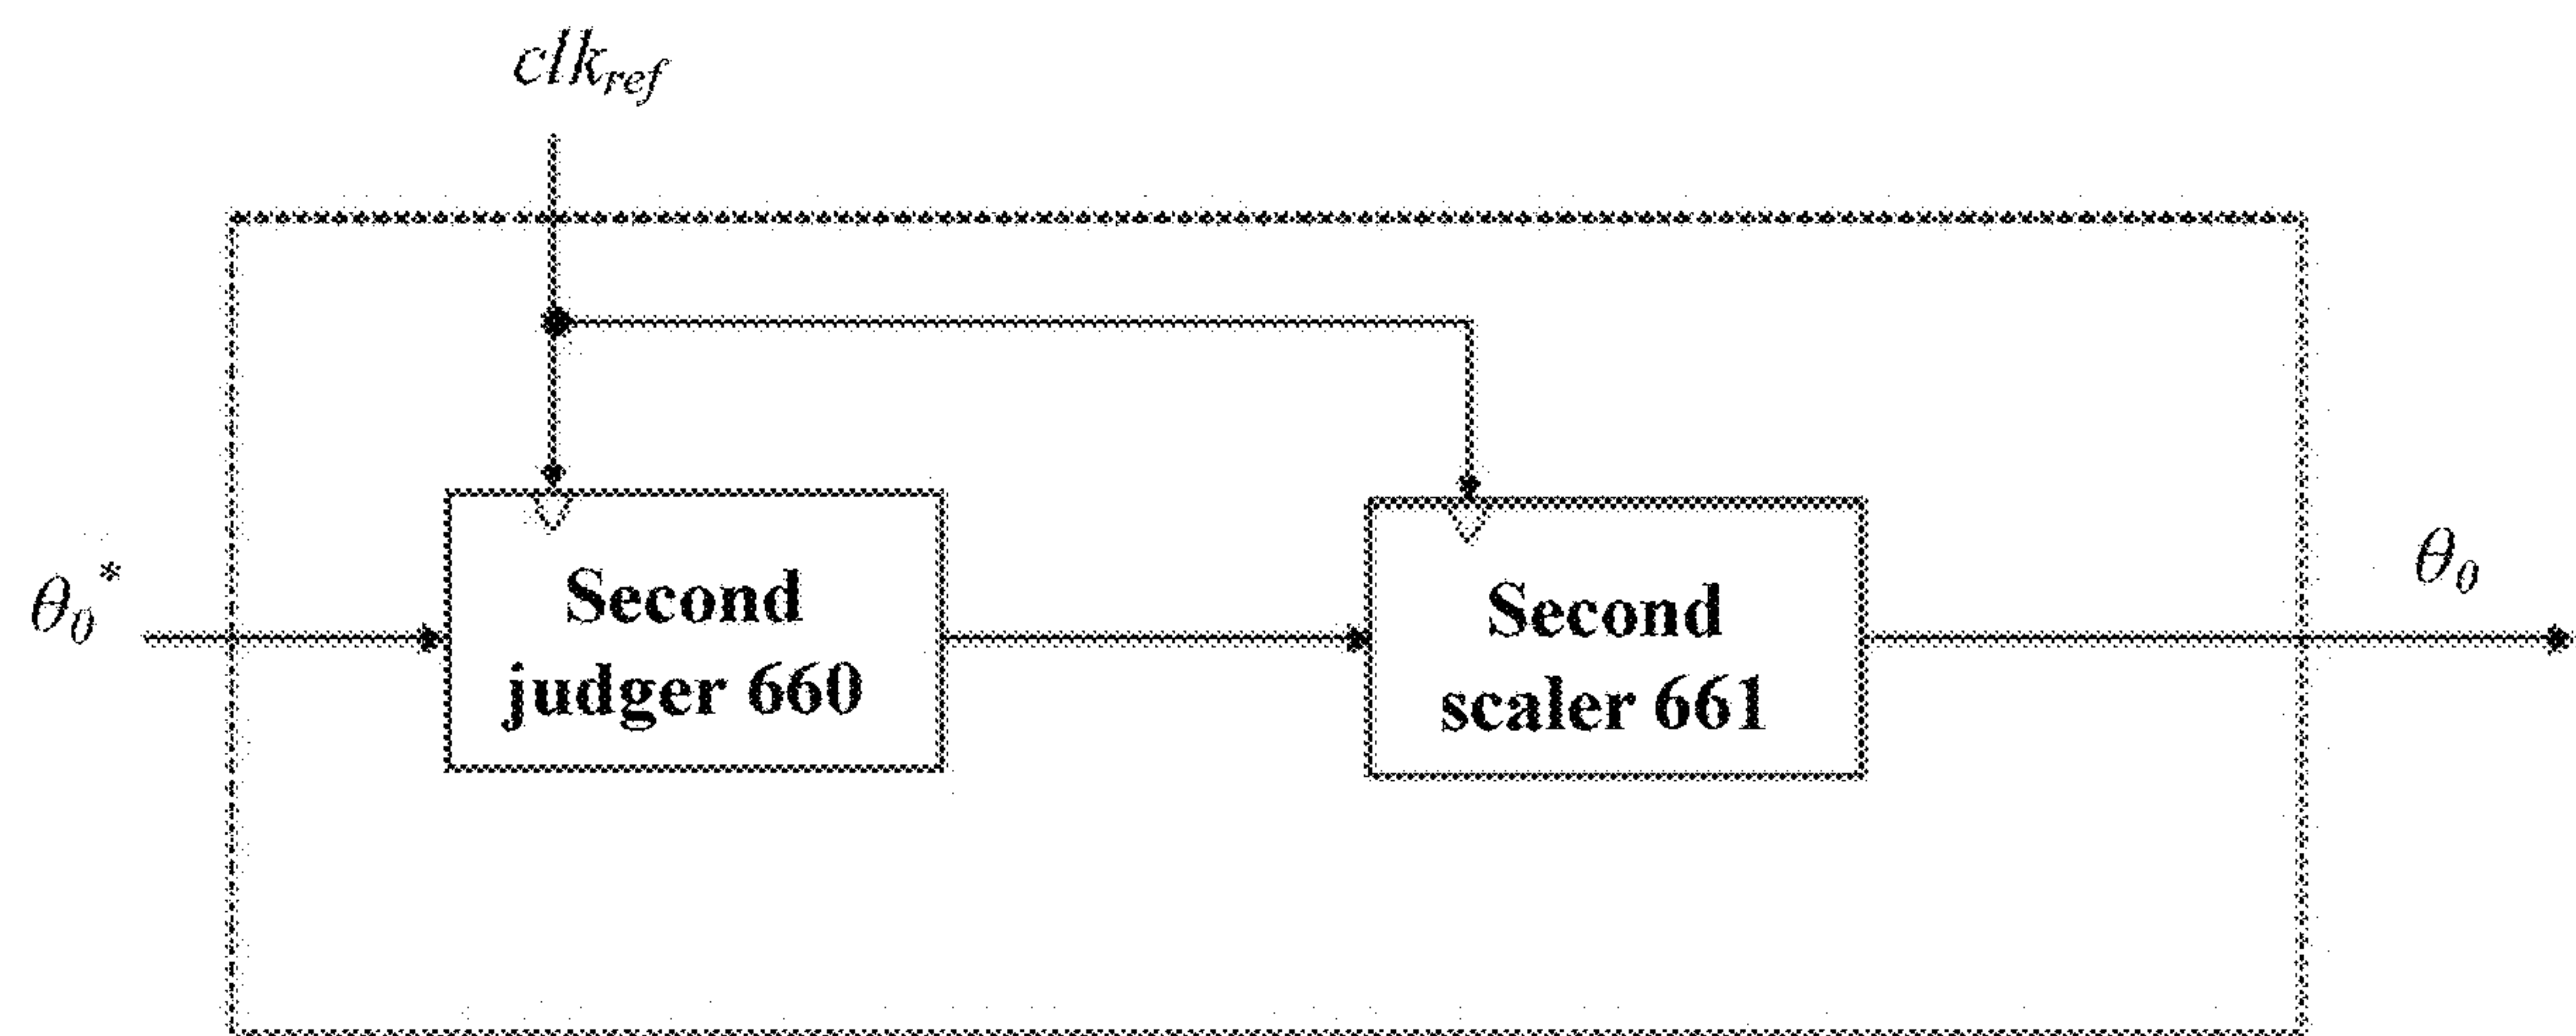 clk_ref
θ_0*
Second
judger 660
Second
scaler 661
θ_0